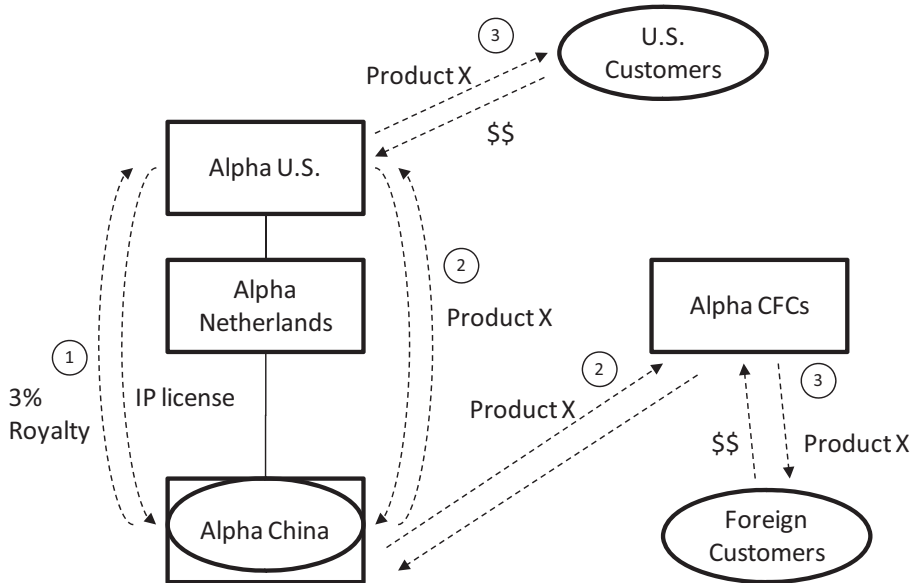 3
U.S.
Customers
Product X
$$
Alpha U.S.
2
Alpha
Netherlands
Product X
Alpha CFCs
1
3%
Royalty
IP license
2
Product X
3
$$
Product X
Alpha China
Foreign
Customers